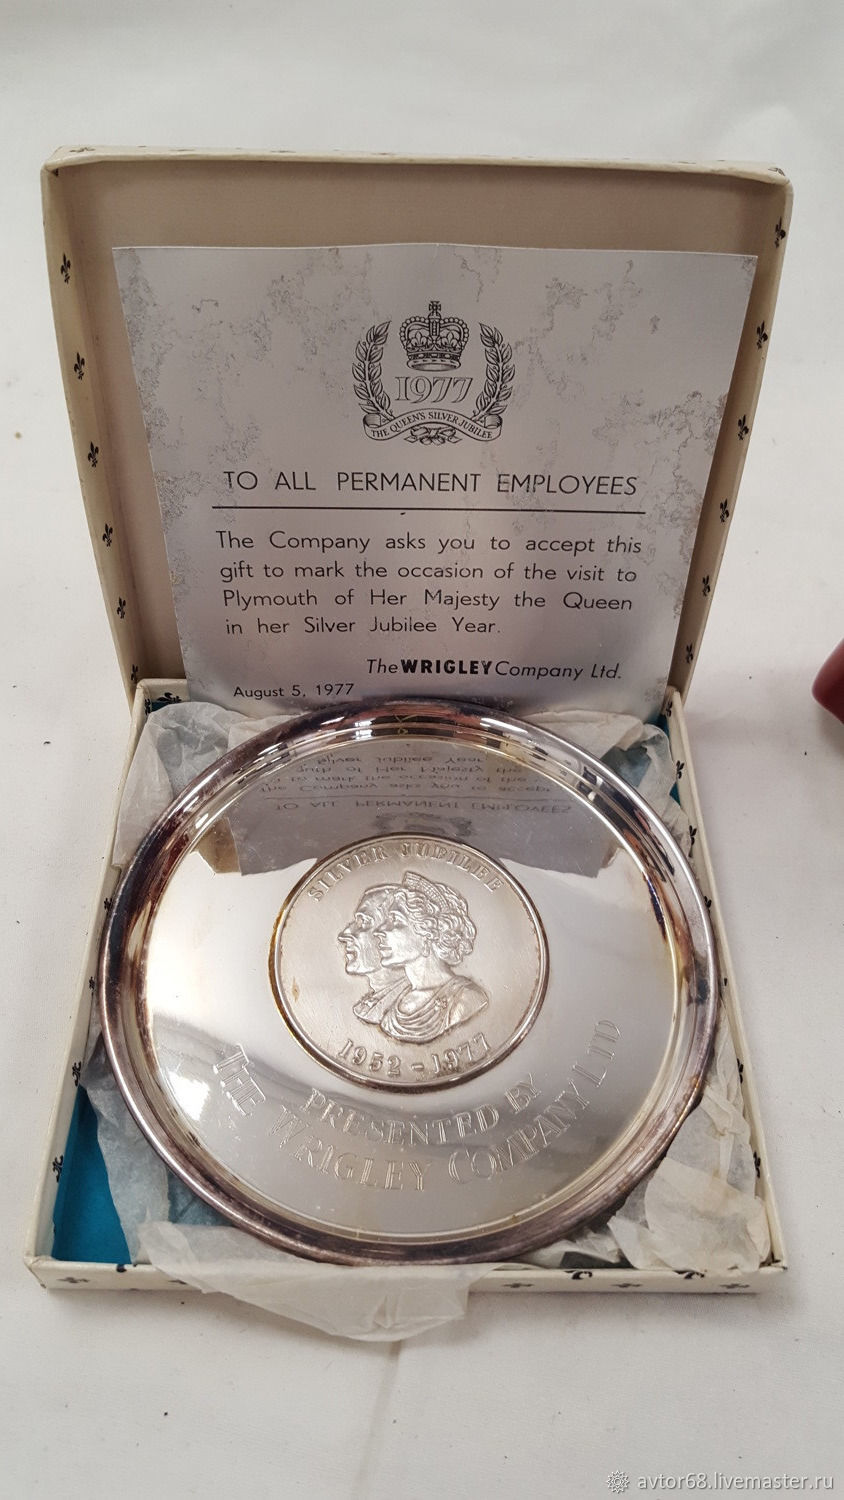 1977
THE QUEEN'S SILVER JUBILEE
TO ALL PERMANENT EMPLOYEES
The Company asks you to accept this
gift to mark the occasion of the visit to
Plymouth of Her Majesty the Queen
in her Silver Jubilee Year.
The WRIGLEY Company Ltd.
August 5, 1977
SILVER JUBILEE
1952-1977
PRESENTED BY
THE WRIGLEY COMPANY LTD
avtor68.livemaster.ru